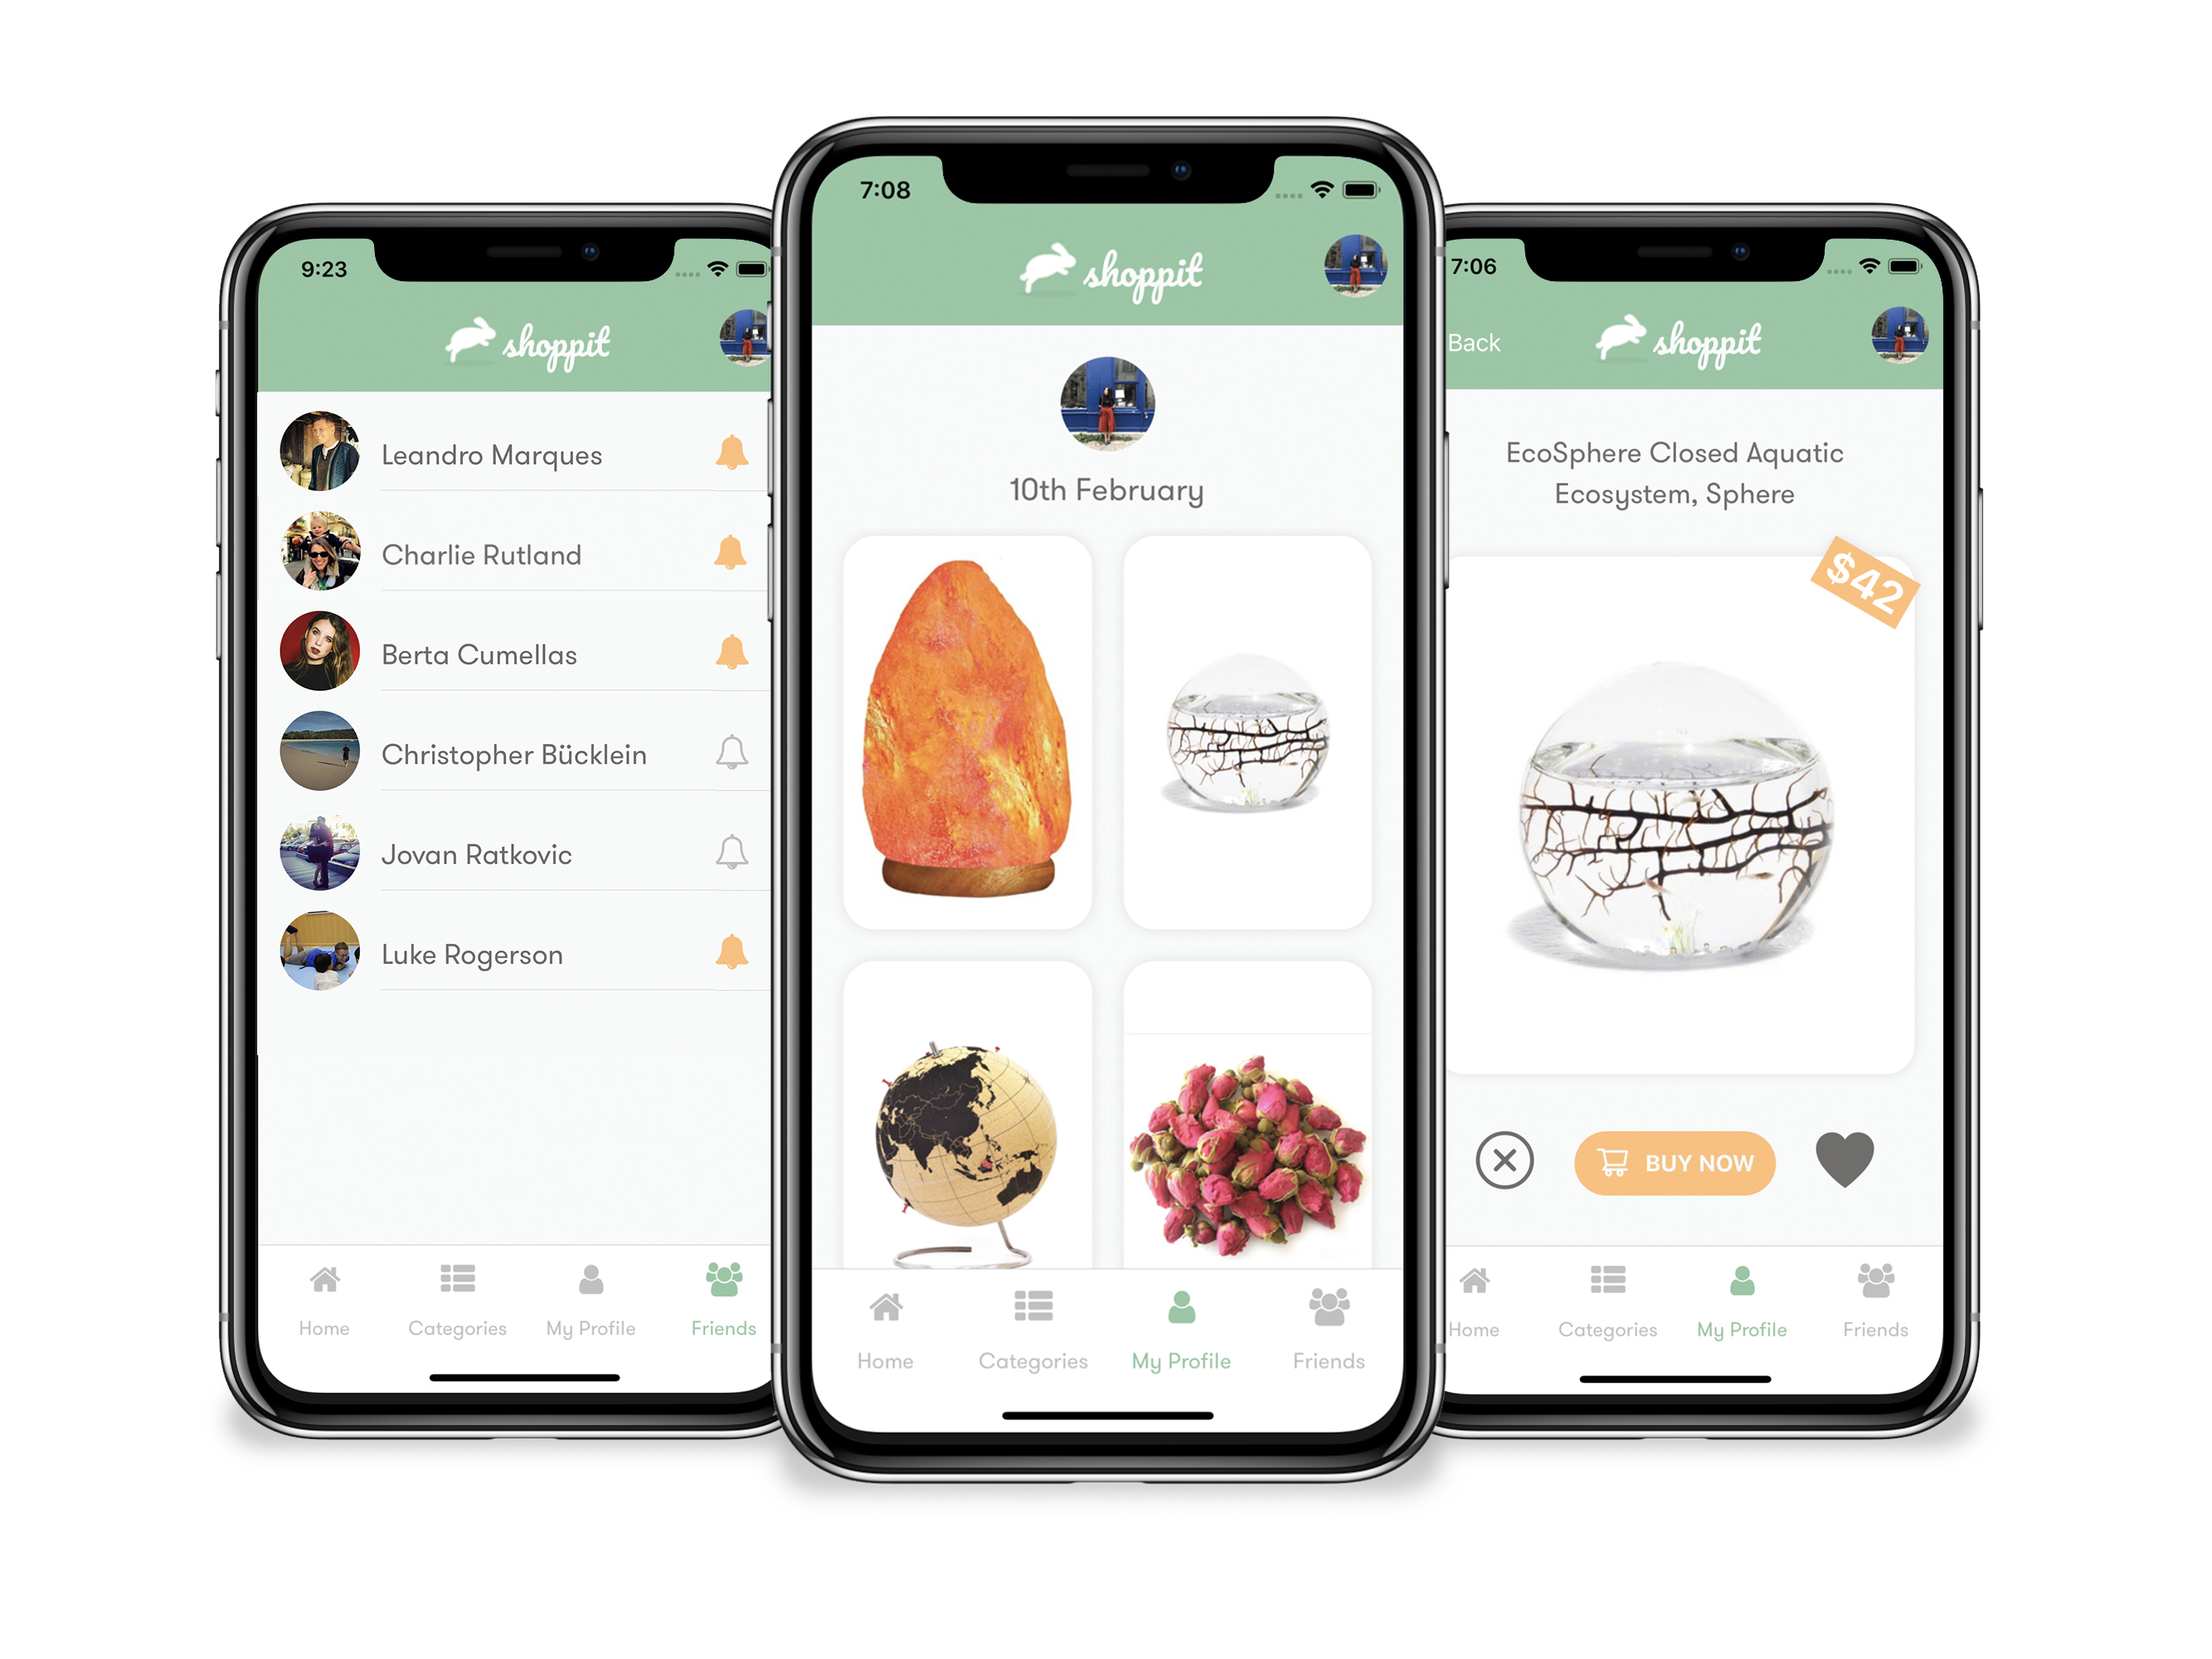 9:23
shoppit
Leandro Marques
Charlie Rutland
Berta Cumellas
Christopher Bücklein
Jovan Ratkovic
Luke Rogerson
Home Categories My Profile Friends
7:08
shoppit
10th February
Home Categories My Profile Friends
7:06
Back shoppit
EcoSphere Closed Aquatic
Ecosystem, Sphere
$42
BUY NOW
Home Categories My Profile Friends